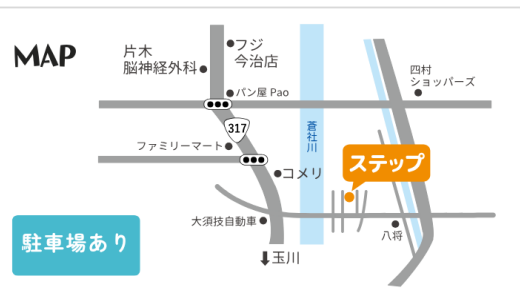 MAP
片木
脳神経外科
フジ
今治店
パン屋 Pao
四村
ショッパーズ
317
蒼社川
ファミリーマート
ステップ
コメリ
大須技自動車
八将
駐車場あり
玉川